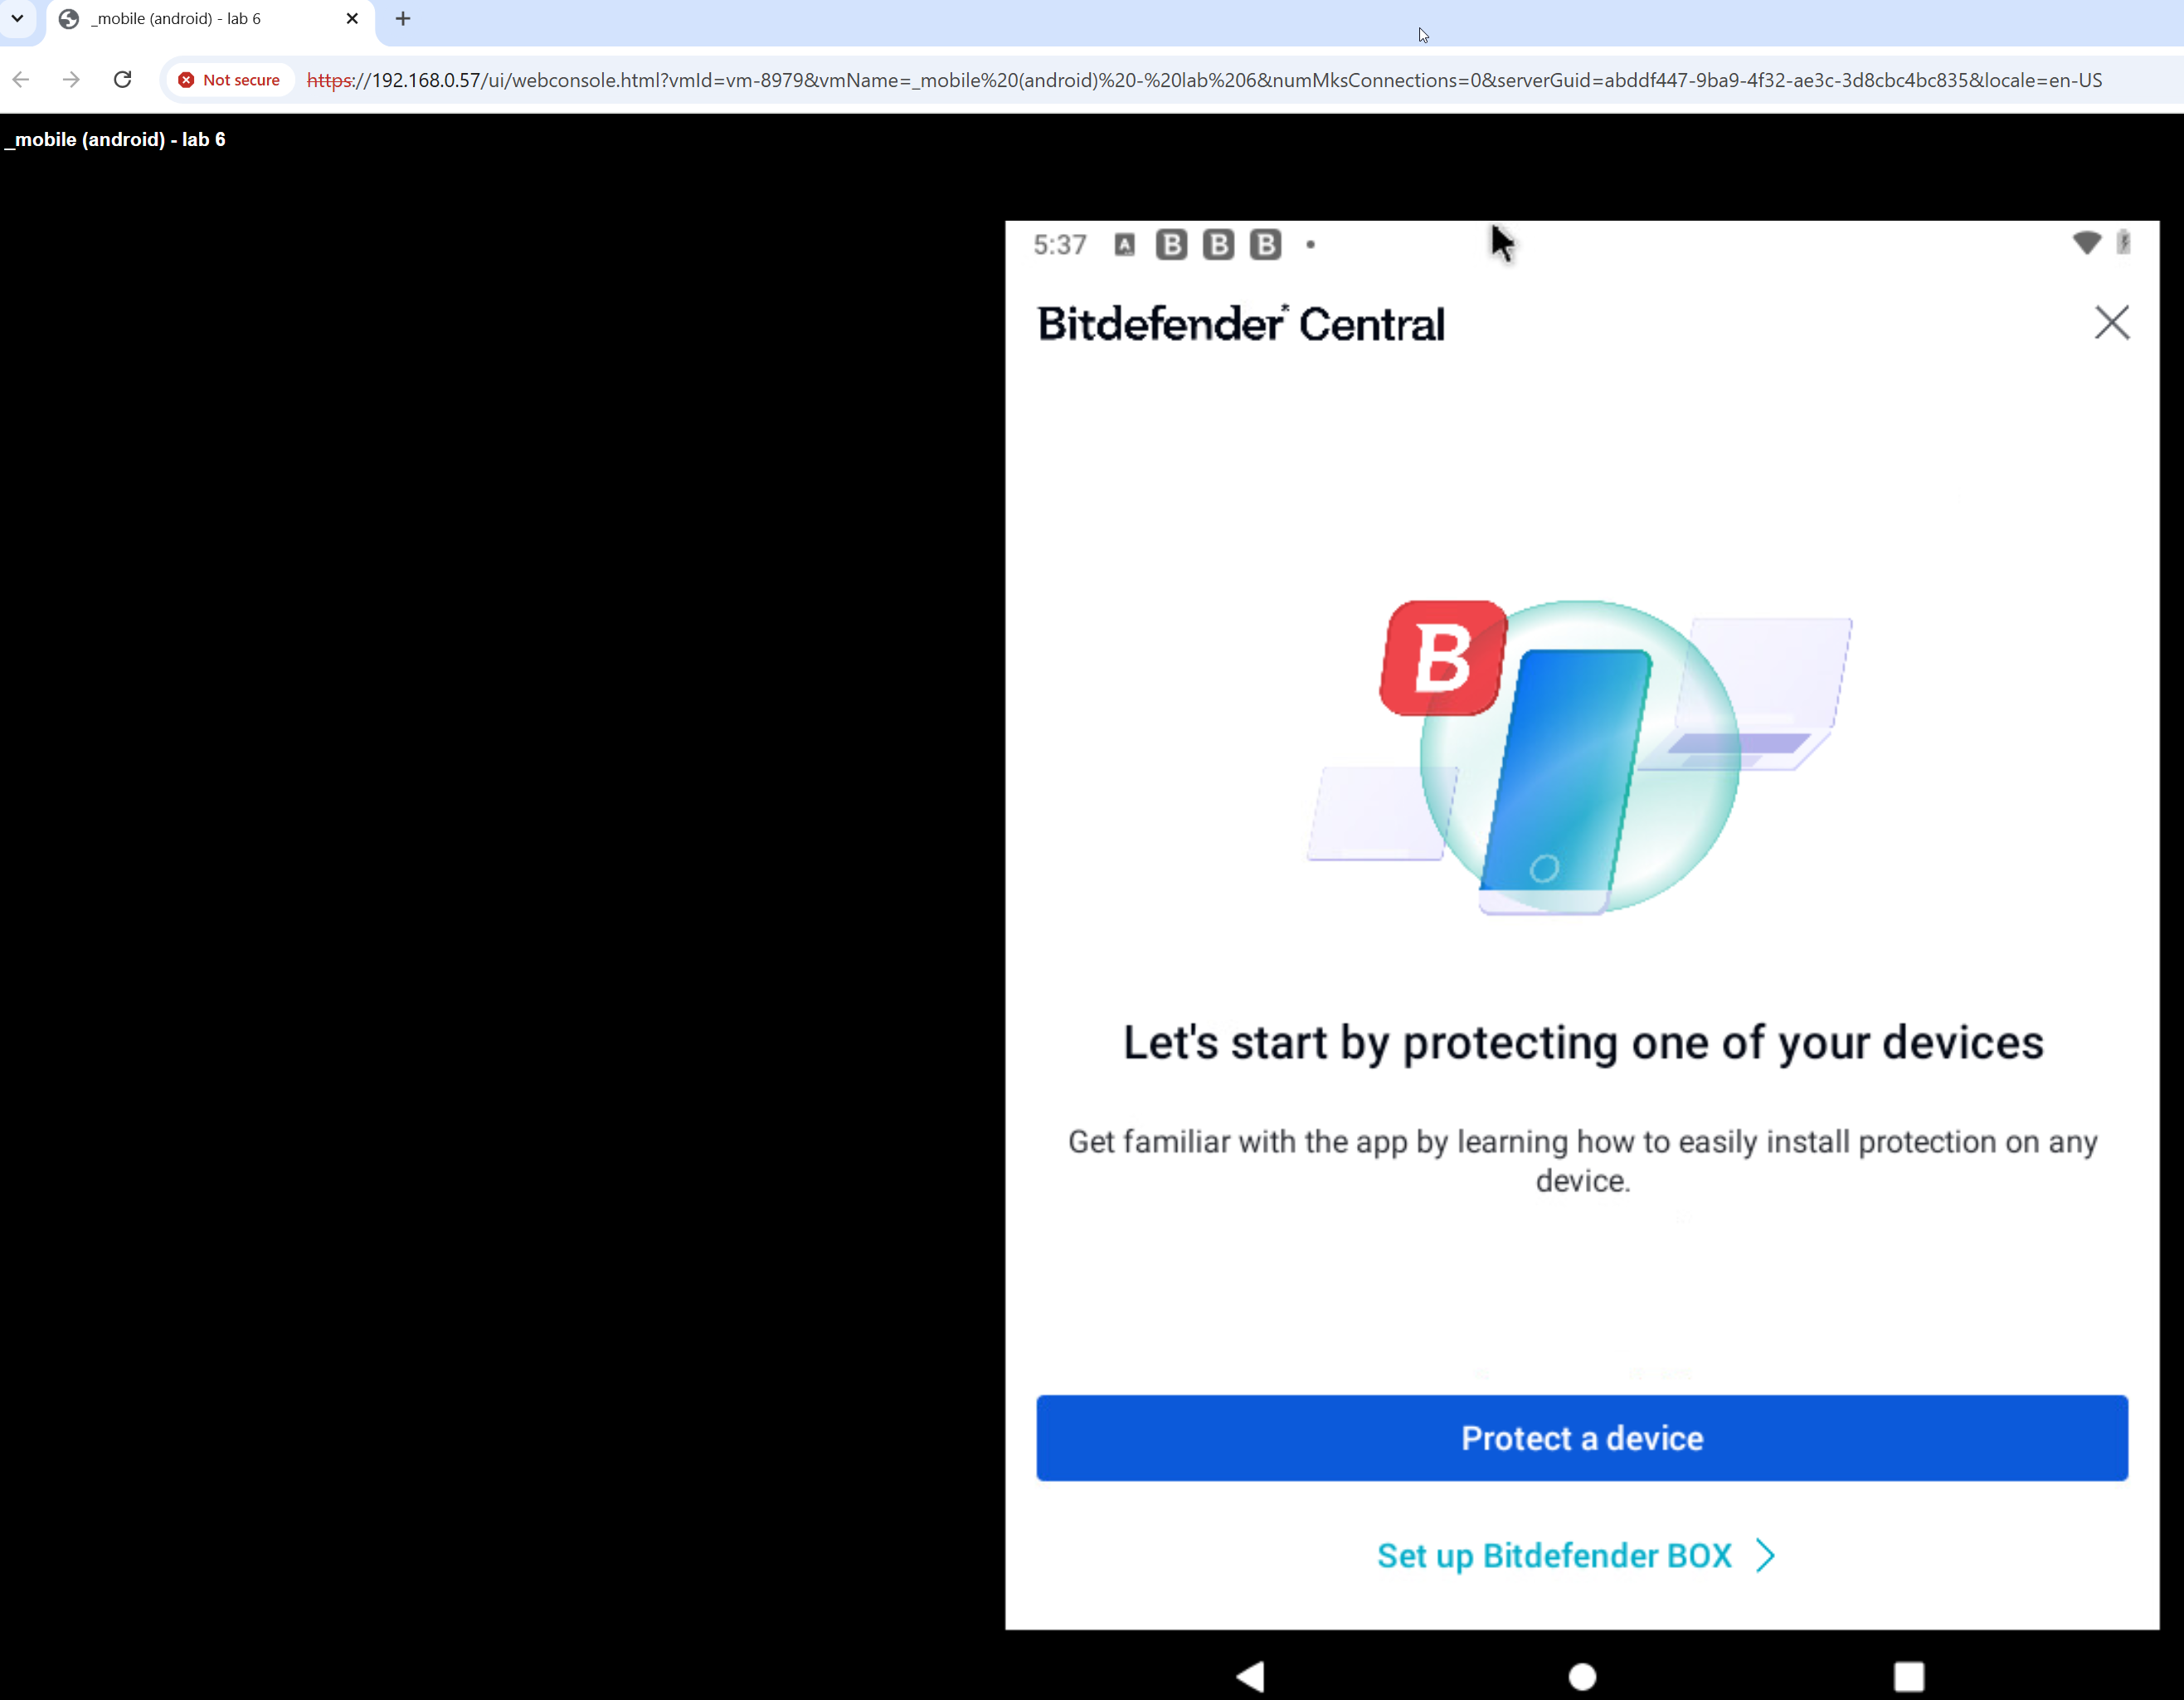 _mobile (android) - lab 6
Not secure
https://192.168.0.57/ui/webconsole.html?vmId=vm-8979&vmName=_mobile%20(android)%20-%20lab%206&numMksConnections=0&serverGuid=abddf447-9ba9-4f32-ae3c-3d8cbc4bc835&locale=en-US
_mobile (android) - lab 6
5:37 A B B B
Bitdefender Central
B
Let's start by protecting one of your devices
Get familiar with the app by learning how to easily install protection on any
device.
Protect a device
Set up Bitdefender BOX